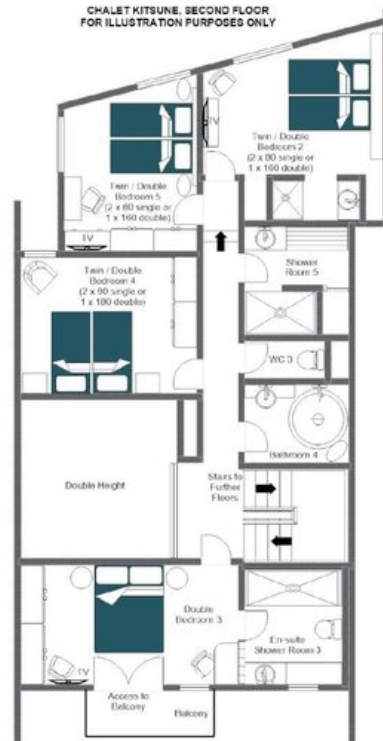 CHALET KITSUNE, SECOND FLOOR
FOR ILLUSTRATION PURPOSES ONLY
TV
Twin / Double
Bedroom 2
(2 x 80 single or
1 x 160 double)
Twin / Double
Bedroom 5
(2 x 80 single or
1 x 160 double)
TV
Shower
Room 5
Twin / Double
Bedroom 4
(2 x 90 single or
1 x 180 double)
WC 3
Bathroom 4
Double Height
Stairs to
Further
Floors
Double
Bedroom 3
En-suite
Shower Room 3
TV
Access to
Balcony
Balcony